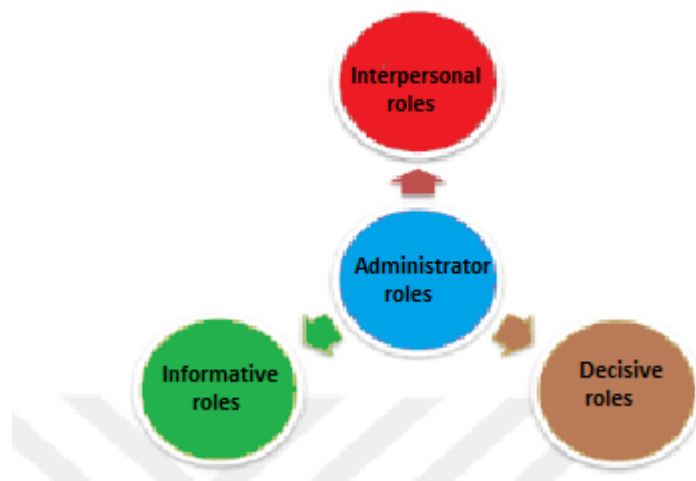 Interpersonal
roles
Administrator
roles
Informative
roles
Decisive
roles